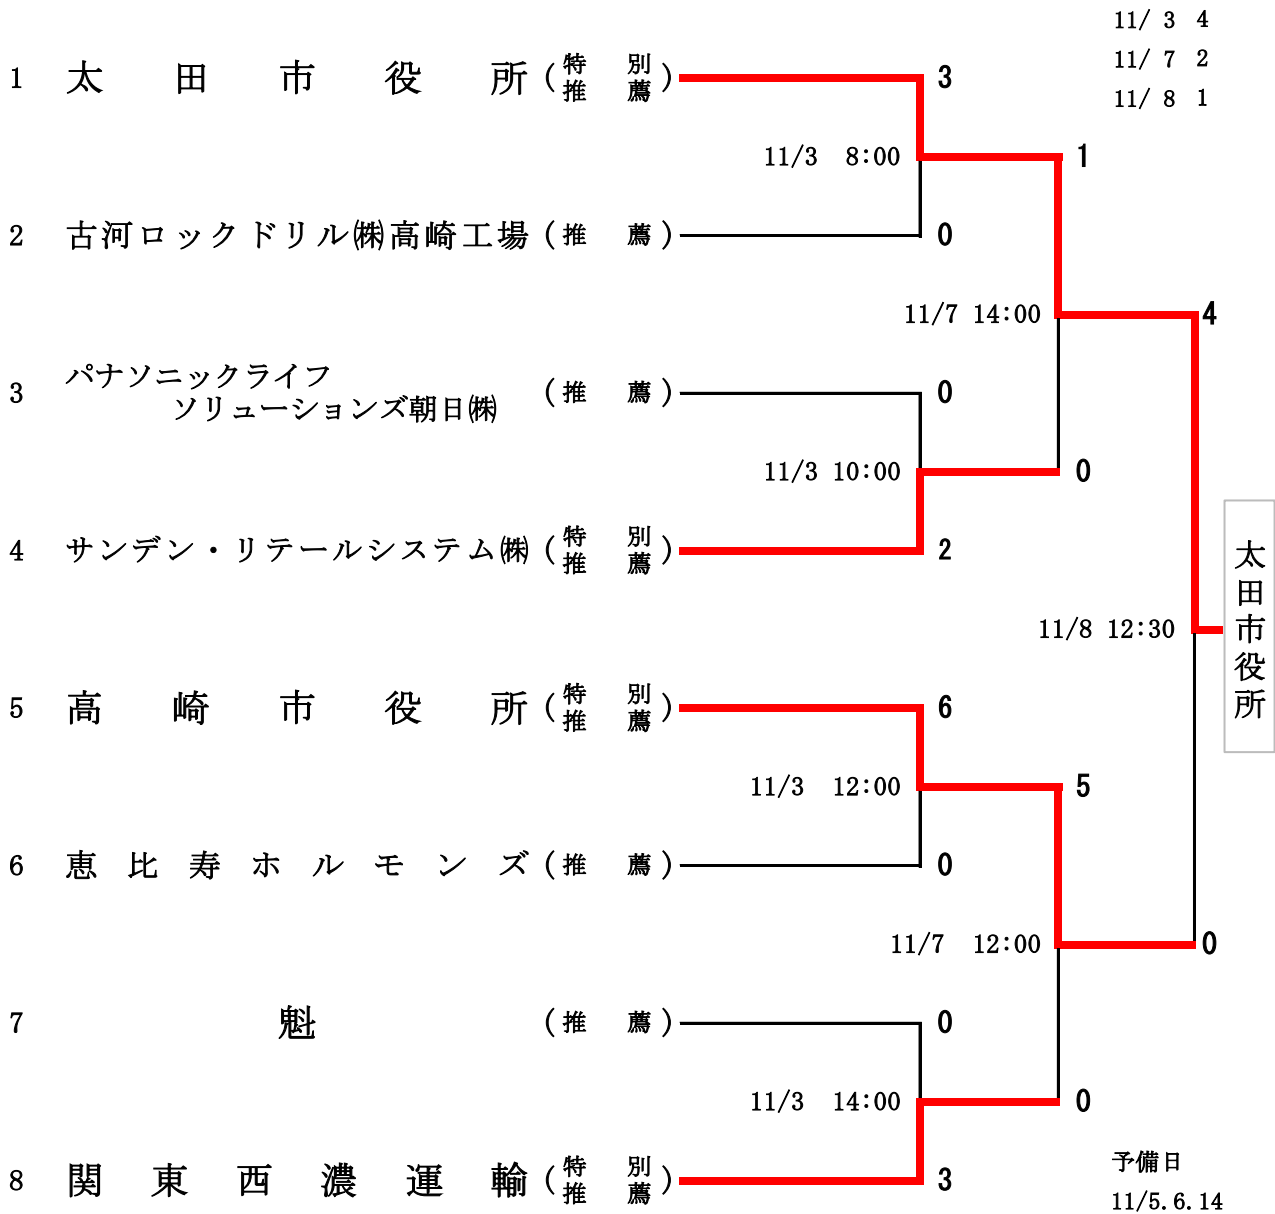 11/ 3 4
11/ 7 2
11/ 8 1
1 太田市役所 (特別推薦) 3
11/3 8:00 1
2 古河ロックドリル㈱高崎工場 (推薦) 0
11/7 14:00 4
3 パナソニックライフ
ソリューションズ朝日㈱ (推薦) 0
11/3 10:00 0
4 サンデン・リテールシステム㈱ (特別推薦) 2
11/8 12:30
太田市役所
5 高崎市役所 (特別推薦) 6
11/3 12:00 5
6 恵比寿ホルモンズ (推薦) 0
11/7 12:00 0
7 魁 (推薦) 0
11/3 14:00 0
8 関東西濃運輸 (特別推薦) 3
予備日
11/5.6.14